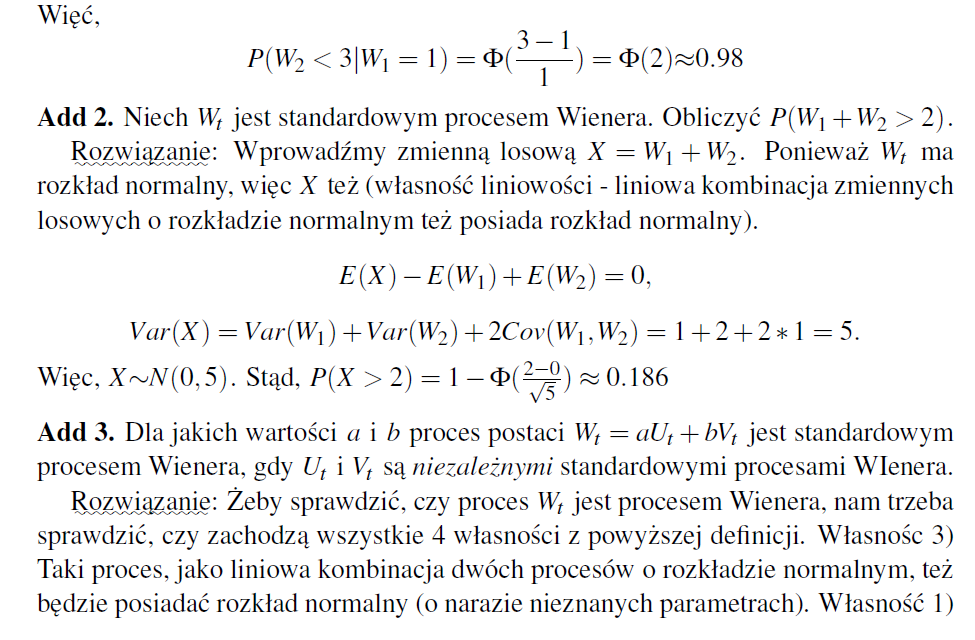 Więć,
P(W₂ < 3|W₁ = 1) = Φ(\frac{3 − 1}{1}) = Φ(2)≈0.98
Add 2. Niech Wₜ jest standardowym procesem Wienera. Obliczyć P(W₁ + W₂ > 2).
Rozwiązanie: Wprowadźmy zmienną losową X = W₁ + W₂. Ponieważ Wₜ ma
rozkład normalny, więc X też (własność liniowości - liniowa kombinacja zmiennych
losowych o rozkładzie normalnym też posiada rozkład normalny).
E(X) − E(W₁) + E(W₂) = 0,
Var(X) = Var(W₁) + Var(W₂) + 2Cov(W₁, W₂) = 1 + 2 + 2 * 1 = 5.
Więc, X∼N(0, 5). Stąd, P(X > 2) = 1 − Φ(\frac{2−0}{√5}) ≈ 0.186
Add 3. Dla jakich wartości a i b proces postaci Wₜ = aUₜ + bVₜ jest standardowym
procesem Wienera, gdy Uₜ i Vₜ są niezależnymi standardowymi procesami WIenera.
Rozwiązanie: Żeby sprawdzić, czy proces Wₜ jest procesem Wienera, nam trzeba
sprawdzić, czy zachodzą wszystkie 4 własności z powyższej definicji. Własnośc 3)
Taki proces, jako liniowa kombinacja dwóch procesów o rozkładzie normalnym, też
będzie posiadać rozkład normalny (o narazie nieznanych parametrach). Własność 1)